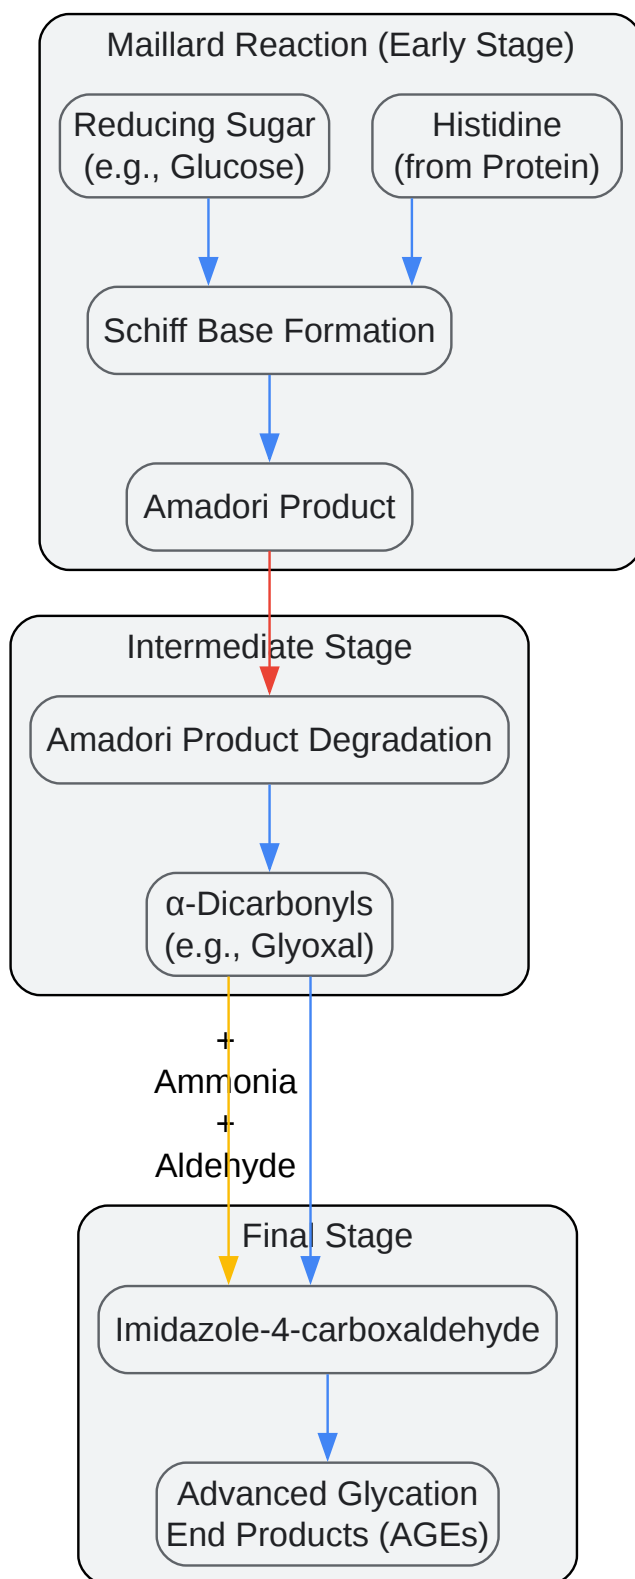 Maillard Reaction (Early Stage)
Reducing Sugar
(e.g., Glucose)
Histidine
(from Protein)
Schiff Base Formation
Amadori Product
Intermediate Stage
Amadori Product Degradation
α-Dicarbonyls
(e.g., Glyoxal)
+
Ammonia
+
Aldehyde
Final Stage
Imidazole-4-carboxaldehyde
Advanced Glycation
End Products (AGEs)